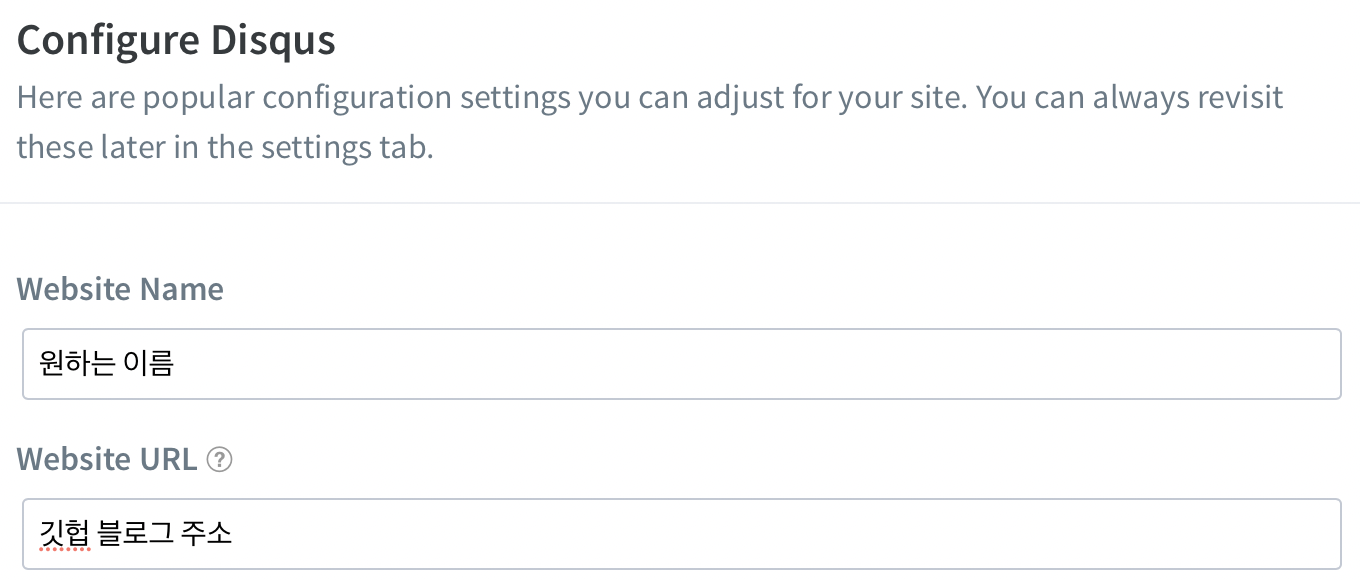 Configure Disqus
Here are popular configuration settings you can adjust for your site. You can always revisit
these later in the settings tab.
Website Name
원하는 이름
Website URL ?
깃헙 블로그 주소